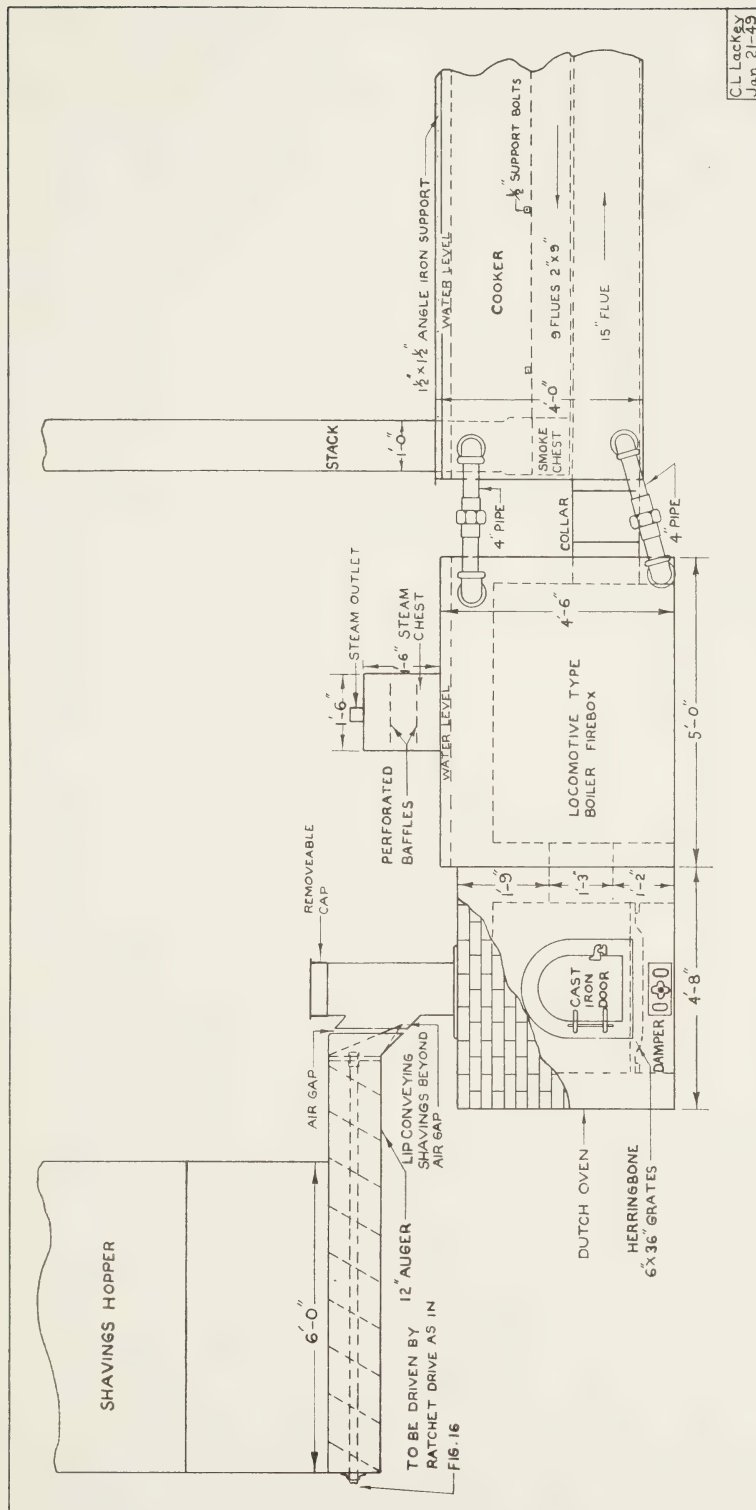 SHAVINGS HOPPER
6'-0"
TO BE DRIVEN BY
RATCHET DRIVE AS IN
FIG. 16
12" AUGER
LIP CONVEYING
SHAVINGS BEYOND
AIR GAP
AIR GAP
REMOVEABLE
CAP
DUTCH OVEN
HERRINGBONE
6"X36" GRATES
DAMPER
CAST
IRON
DOOR
4'-8"
1'-9"
1'-3"
1'-2"
PERFORATED
BAFFLES
1'-6"
STEAM OUTLET
1'-6" STEAM
CHEST
WATER LEVEL
LOCOMOTIVE TYPE
BOILER FIREBOX
4'-6"
5'-0"
4" PIPE
COLLAR
4" PIPE
STACK
1'-0"
SMOKE
CHEST
4'-0"
1½" X 1½" ANGLE IRON SUPPORT
WATER LEVEL
COOKER
½" SUPPORT BOLTS
9 FLUES 2" X 9"
15" FLUE
C.L. Lackey
Jan. 21-49